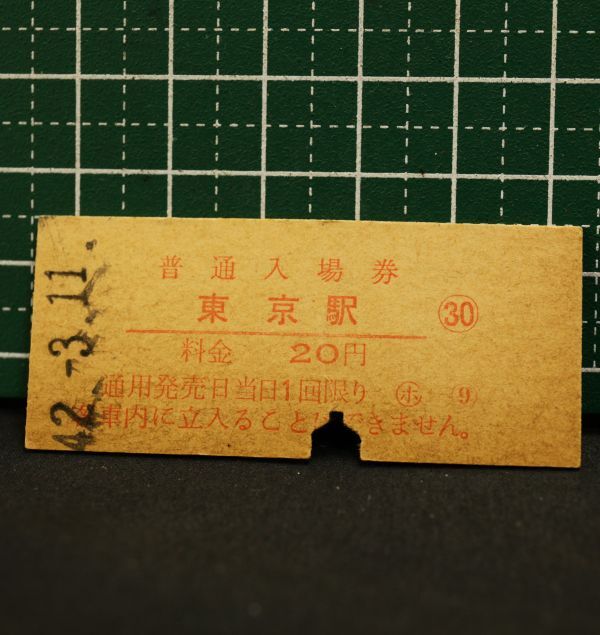 普通入場券
東京駅 ㉚
料金 20円
通用発売日当日1回限り ㋭ (9)
車内に立入ることはできません。
42.-3.11.